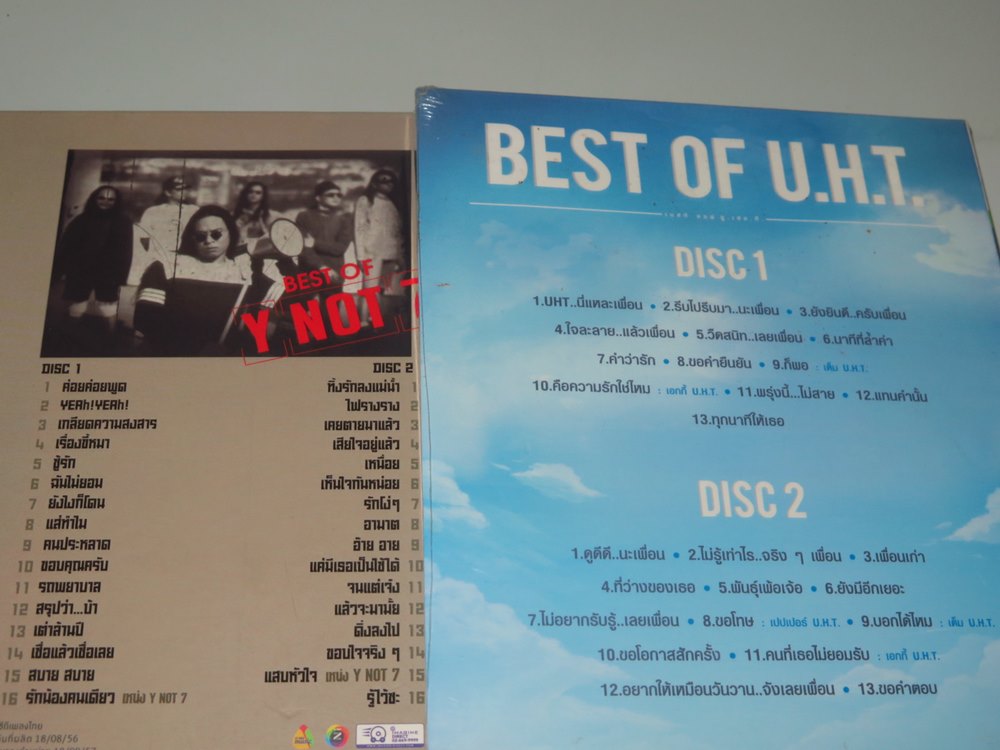 BEST OF
Y NOT 7
DISC 1
1 ค่อยค่อยพูด
2 YEAh!YEAh!
3 เกลียดความสงสาร
4 เรื่องขี้หมา
5 ชู้รัก
6 ฉันไม่ยอม
7 ยังไงก็โดน
8 แส่ทำไม
9 คนประหลาด
10 ขอบคุณครับ
11 รถพยาบาล
12 สรุปว่า...บ้า
13 เต่าล้านปี
14 เชื่อแล้วเชื่อเลย
15 สบาย สบาย
16 รักน้องคนเดียว เหน่ง Y NOT 7
DISC 2
ทิ้งรักลงแม่น้ำ 1
ไฟรางราง 2
เคยตายมาแล้ว 3
เสียใจอยู่แล้ว 4
เหนื่อย 5
เห็นใจกันหน่อย 6
รักโง่ๆ 7
อามาต 8
อ้าย อาย 9
แค่มีเธอเป็นใช้ได้ 10
จนแต่เจ๋ง 11
แล้วจะมามั้ย 12
ดิ่งลงไป 13
ขอบใจจริง ๆ 14
แสบหัวใจ เหน่ง Y NOT 7 15
รู้ไว้ซะ 16
ซีดีเพลงไทย
18/08/56
IMAGINE
DIRECT
BEST OF U.H.T.
เบสต์ ออฟ ยู เอช ที
DISC 1
1.UHT..นี่แหละเพื่อน • 2.รีบไปรีบมา..นะเพื่อน • 3.ยังยินดี..ครับเพื่อน
4.ใจละลาย..แล้วเพื่อน • 5.วีดสนิท..เลยเพื่อน • 6.นาทีที่ล้ำค่า
7.คำว่ารัก • 8.ขอคำยืนยัน • 9.ก็พอ : เต็ม U.H.T.
10.คือความรักใช่ไหม : เอกกี้ U.H.T. • 11.พรุ่งนี้...ไม่สาย • 12.แทนคำนั้น
13.ทุกนาทีให้เธอ
DISC 2
1.ดูดีดี..นะเพื่อน • 2.ไม่รู้เท่าไร..จริง ๆ เพื่อน • 3.เพื่อนเก่า
4.ที่ว่างของเธอ • 5.พันธุ์เพ้อเจ้อ • 6.ยังมีอีกเยอะ
7.ไม่อยากรับรู้..เลยเพื่อน • 8.ขอโทษ : เปปเปอร์ U.H.T. • 9.บอกได้ไหม : เต็ม U.H.T.
10.ขอโอกาสสักครั้ง • 11.คนที่เธอไม่ยอมรับ : เอกกี้ U.H.T.
12.อยากให้เหมือนวันวาน..จังเลยเพื่อน • 13.ขอคำตอบ